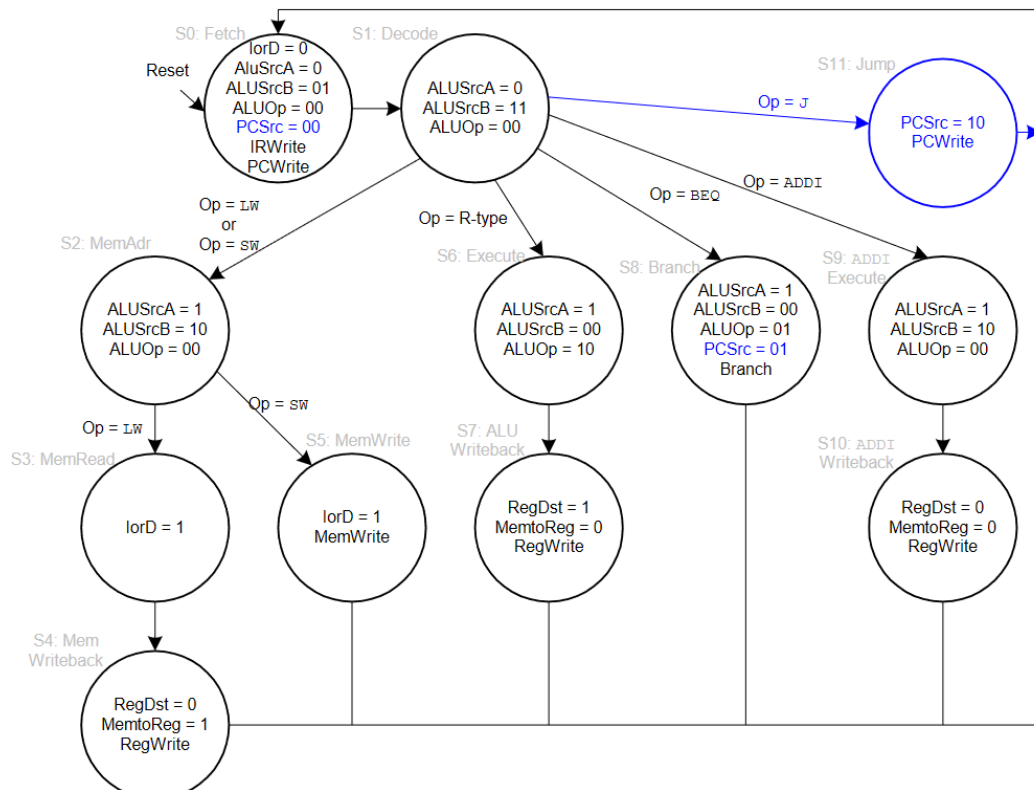 S0: Fetch
IorD = 0
AluSrcA = 0
ALUSrcB = 01
ALUOp = 00
PCSrc = 00
IRWrite
PCWrite
Reset
S1: Decode
ALUSrcA = 0
ALUSrcB = 11
ALUOp = 00
S11: Jump
Op = J
PCSrc = 10
PCWrite
Op = LW
or
Op = SW
Op = R-type
Op = BEQ
Op = ADDI
S2: MemAdr
ALUSrcA = 1
ALUSrcB = 10
ALUOp = 00
S6: Execute
ALUSrcA = 1
ALUSrcB = 00
ALUOp = 10
S8: Branch
ALUSrcA = 1
ALUSrcB = 00
ALUOp = 01
PCSrc = 01
Branch
S9: ADDI
Execute
ALUSrcA = 1
ALUSrcB = 10
ALUOp = 00
Op = LW
Op = SW
S3: MemRead
IorD = 1
S5: MemWrite
IorD = 1
MemWrite
S7: ALU
Writeback
RegDst = 1
MemtoReg = 0
RegWrite
S10: ADDI
Writeback
RegDst = 0
MemtoReg = 0
RegWrite
S4: Mem
Writeback
RegDst = 0
MemtoReg = 1
RegWrite